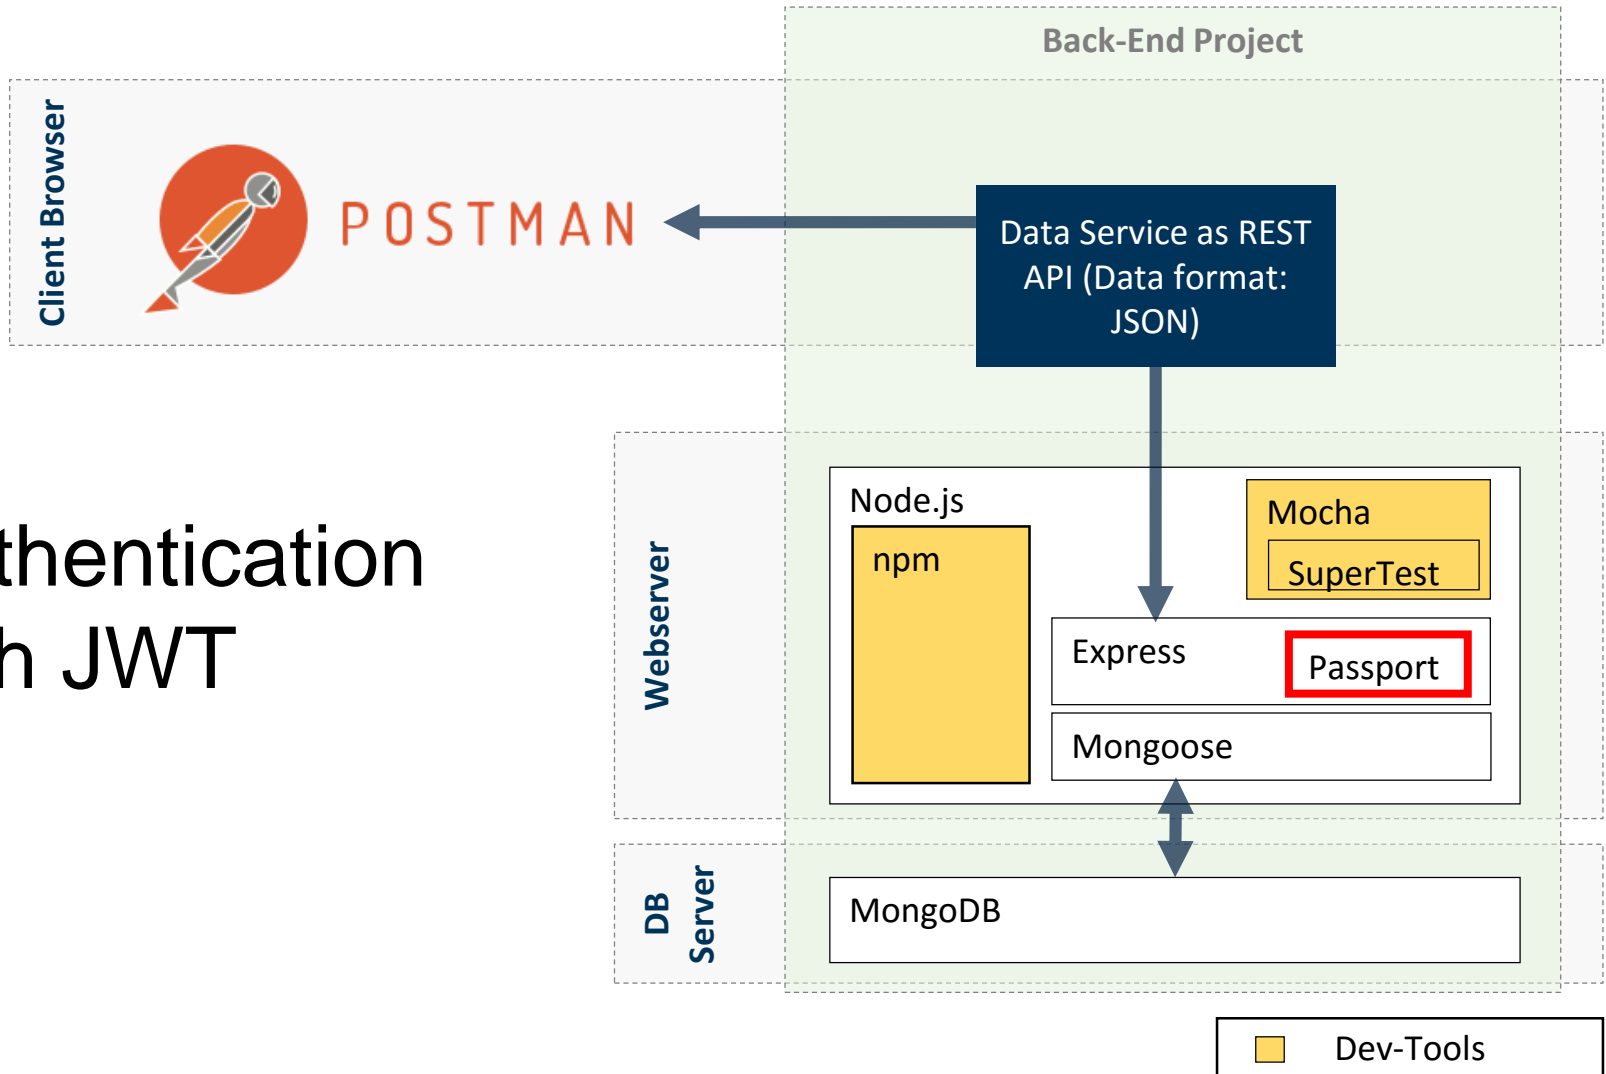 Back-End Project
Client Browser
POSTMAN
Data Service as REST
API (Data format:
JSON)
thentication
h JWT
Webserver
Node.js
npm
Mocha
SuperTest
Express
Passport
Mongoose
DB
Server
MongoDB
Dev-Tools